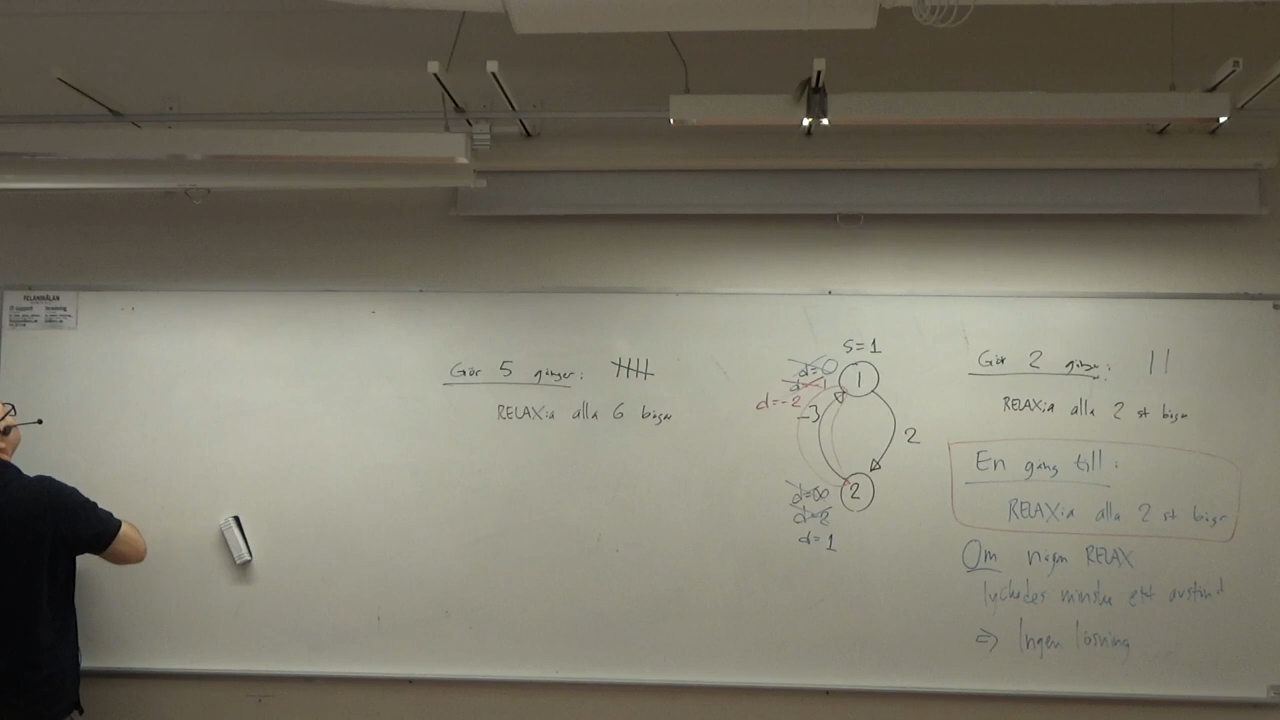 FELANMÄLAN
Gör 5 gånger:
RELAX:a alla 6 bågar
s=1
d=0
d=-1
d=-2
1
-3
2
2
d=∞
d=2
d=1
Gör 2 gånger:
RELAX:a alla 2 st bågar
En gång till:
RELAX:a alla 2 st bågar
Om någon RELAX
lyckades minska ett avstånd
⇒ Ingen lösning